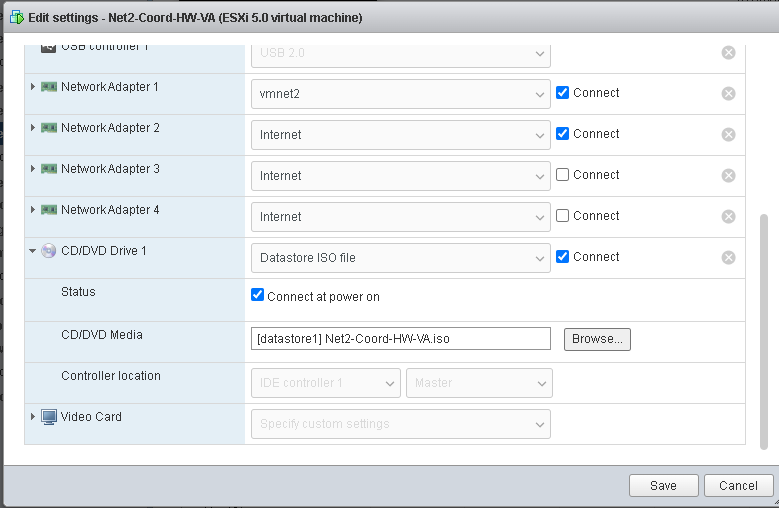 Edit settings - Net2-Coord-HW-VA (ESXi 5.0 virtual machine)
USB controller 1 USB 2.0
Network Adapter 1 vmnet2 Connect
Network Adapter 2 Internet Connect
Network Adapter 3 Internet Connect
Network Adapter 4 Internet Connect
CD/DVD Drive 1 Datastore ISO file Connect
Status Connect at power on
CD/DVD Media [datastore1] Net2-Coord-HW-VA.iso Browse...
Controller location IDE controller 1 Master
Video Card Specify custom settings
Save Cancel